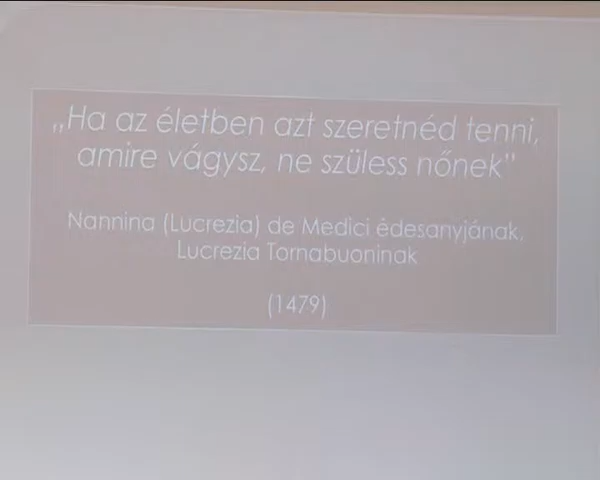 „Ha az életben azt szeretnéd tenni,
amire vágysz, ne szüless nőnek"
Nannina (Lucrezia) de Medici édesanyjának,
Lucrezia Tornabuoninak
(1479)